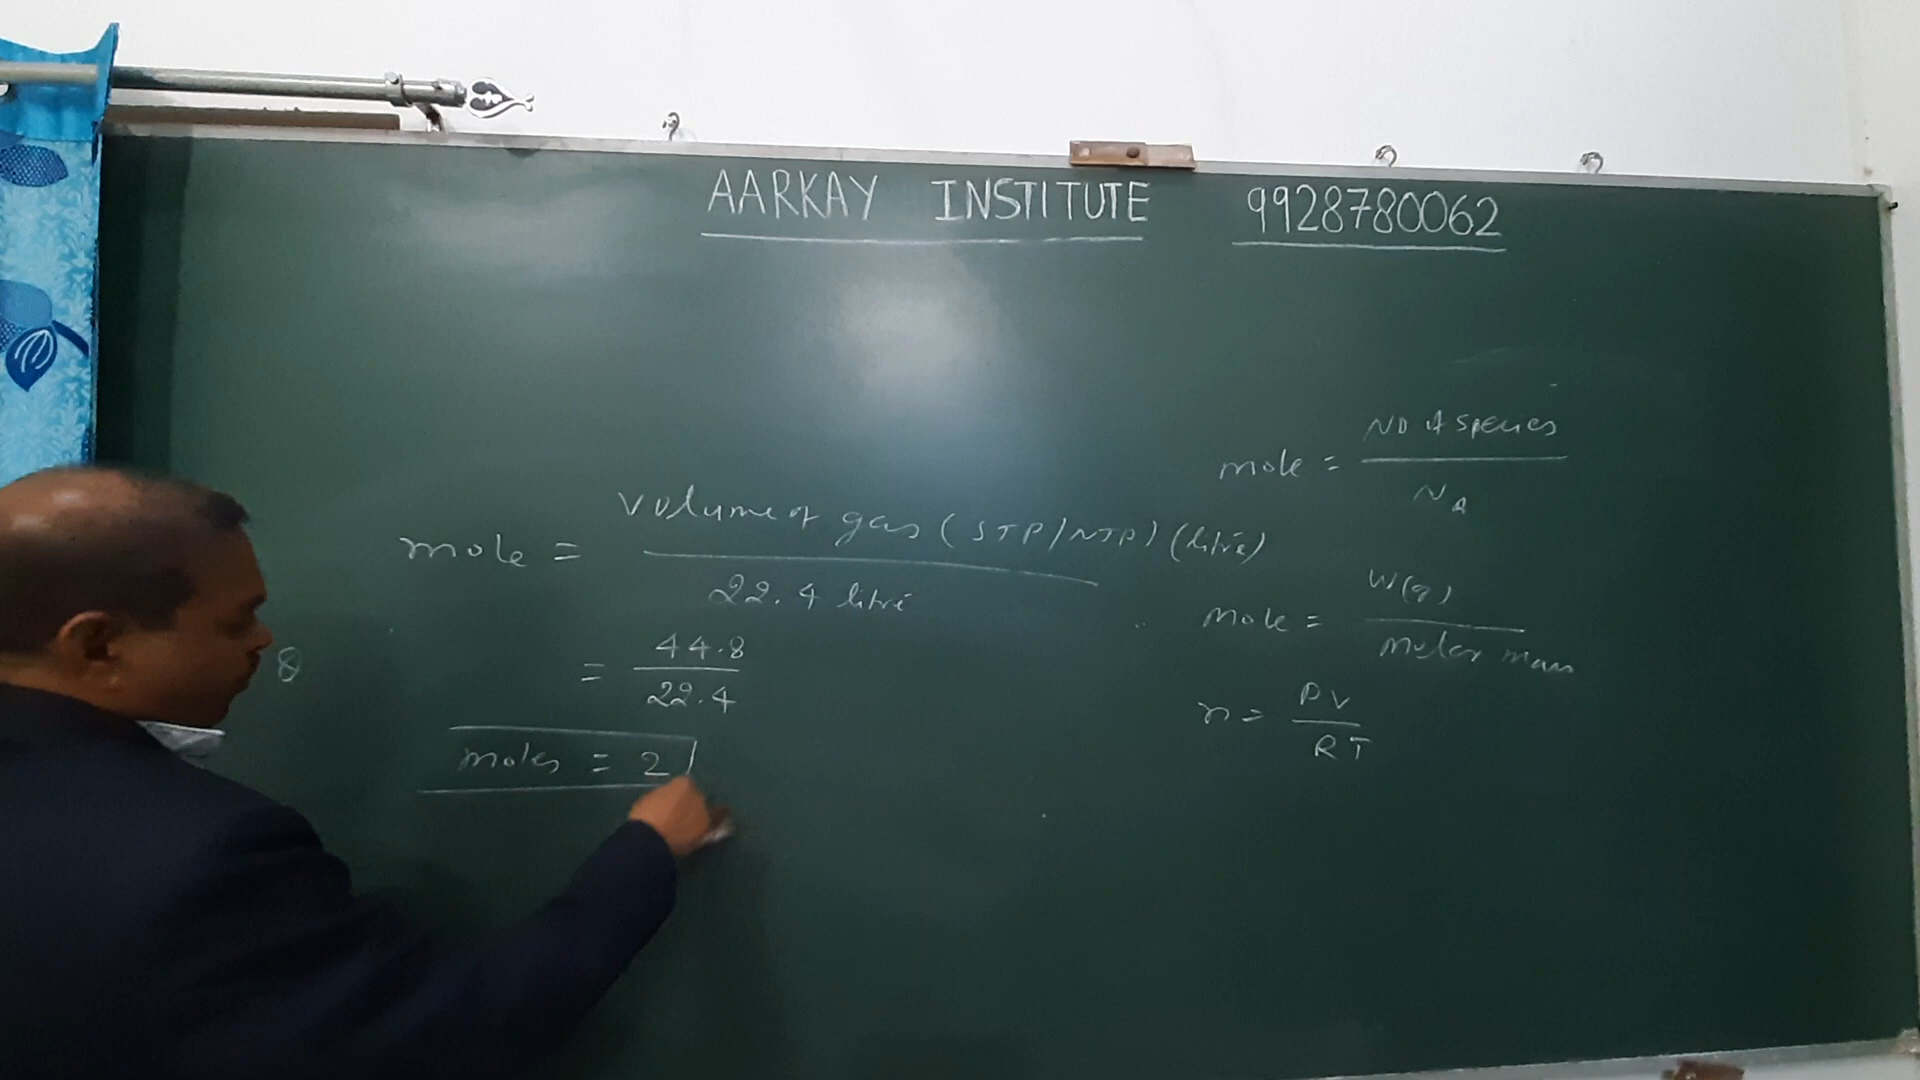 AARKAY INSTITUTE 9928780062
mole = Volume of gas (STP/NTP) (litre)
22.4 litre
= 44.8
22.4
moles = 2
mole = No of species
NA
mole = W(g)
molar mass
n = PV
RT